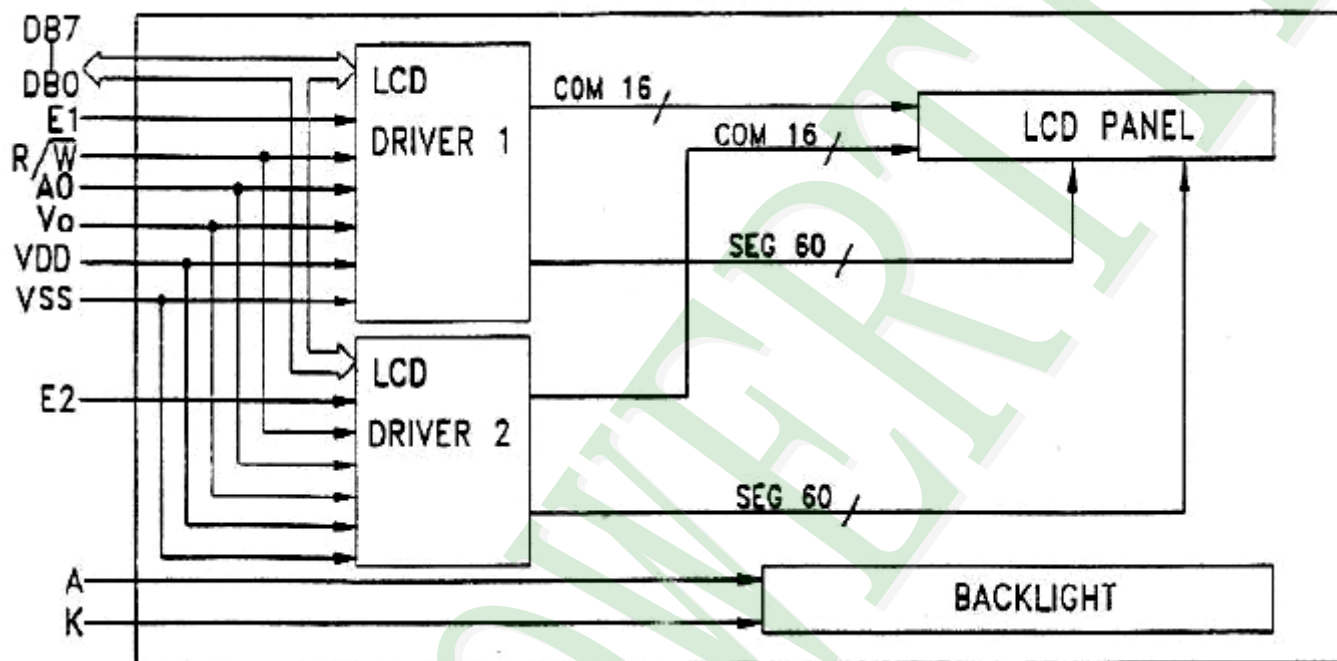 DB7
DB0
E1
R/W̅
A0
Vo
VDD
VSS
E2
A
K
LCD
DRIVER 1
LCD
DRIVER 2
COM 16
COM 16
SEG 60
SEG 60
LCD PANEL
BACKLIGHT